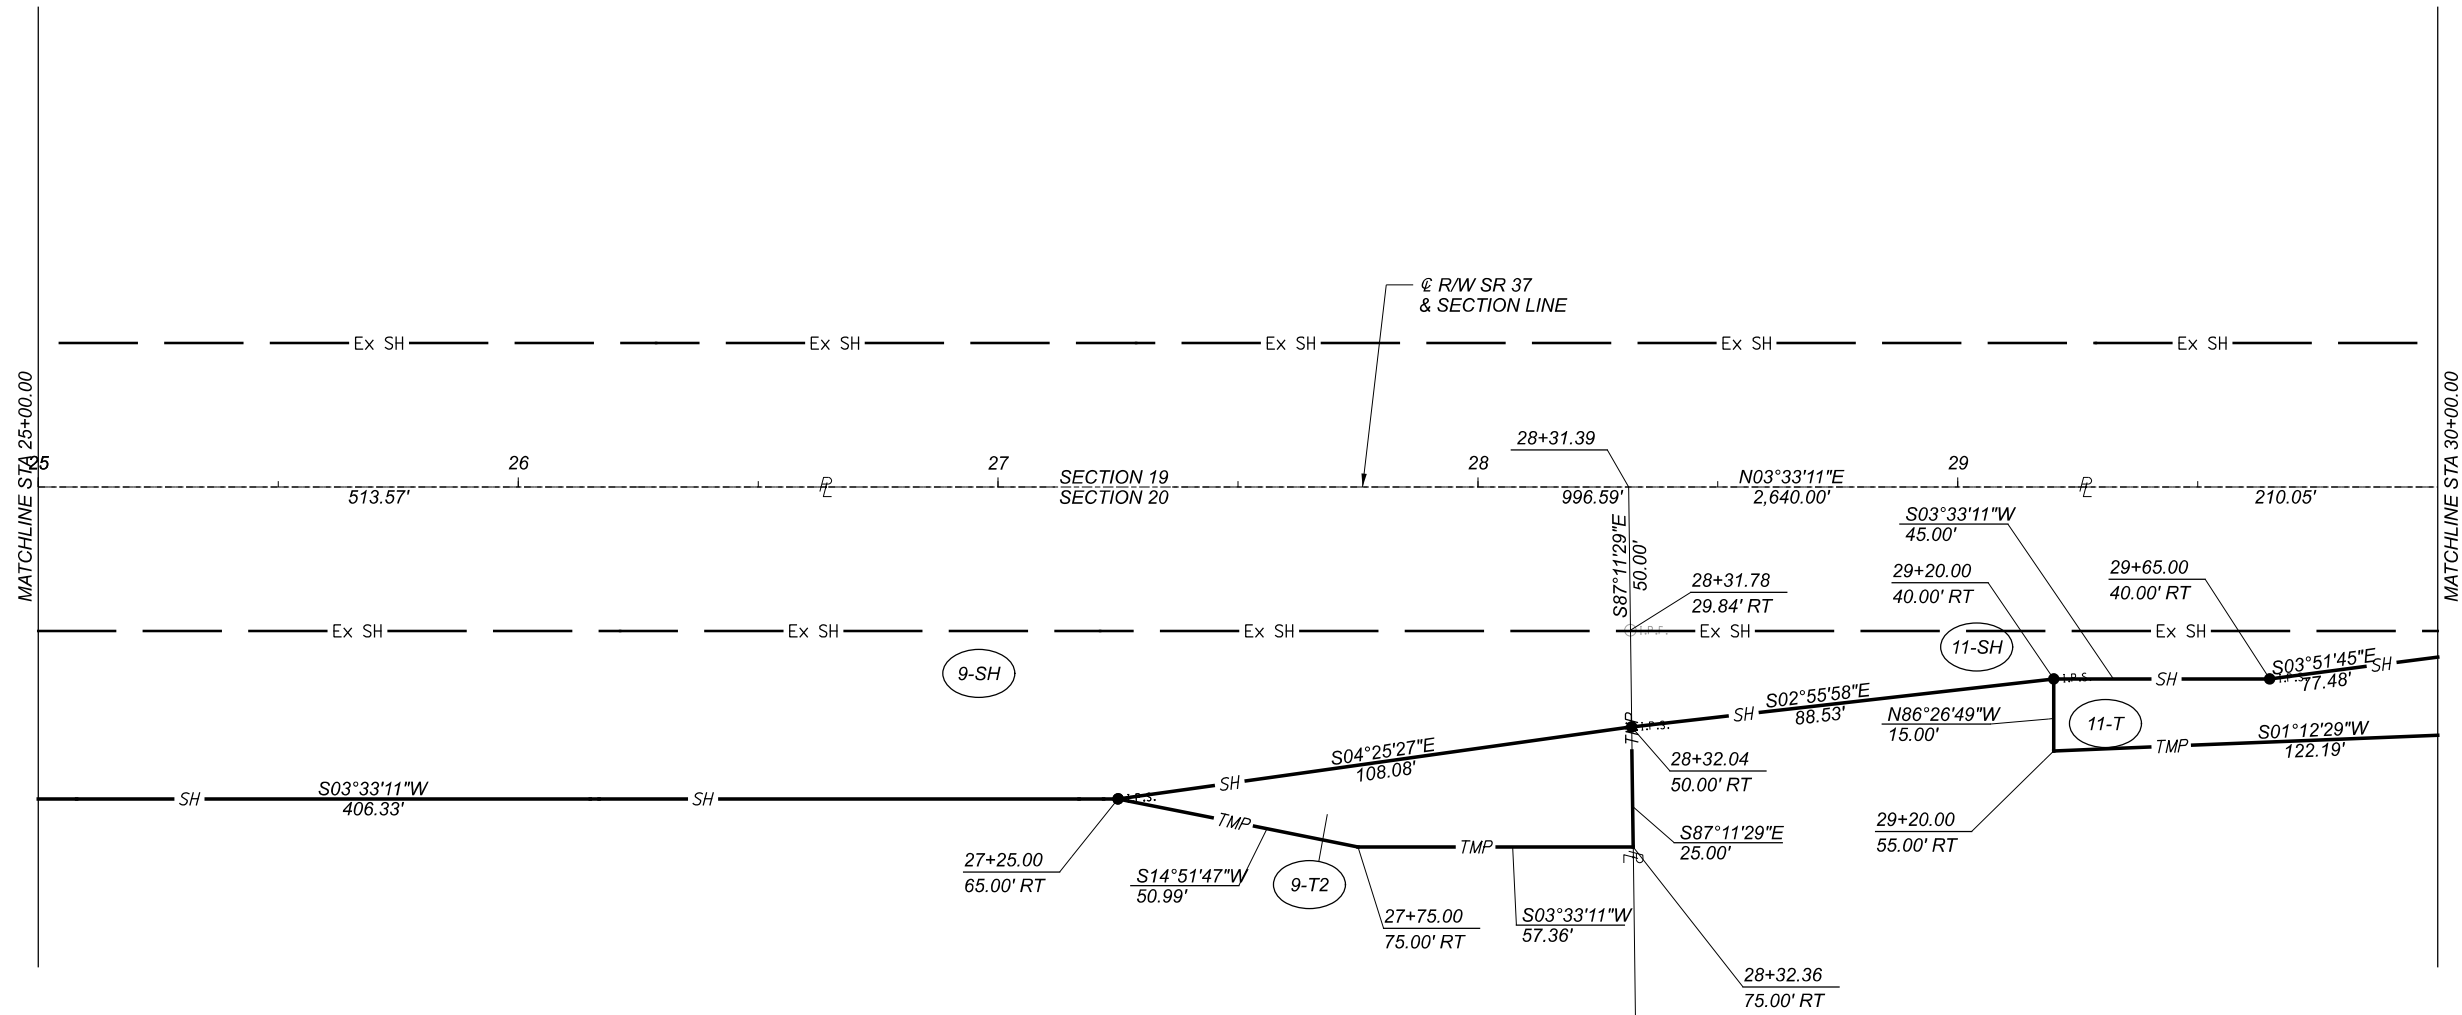 ℄ R/W SR 37
& SECTION LINE
Ex SH
Ex SH
Ex SH
Ex SH
Ex SH
MATCHLINE STA 25+00.00
MATCHLINE STA 30+00.00
28+31.39
25
26
27
28
29
SECTION 19
SECTION 20
N03°33'11"E
2,640.00'
513.57'
PL
996.59'
PL
210.05'
S87°11'29"E
50.00'
S03°33'11"W
45.00'
28+31.78
29.84' RT
29+20.00
40.00' RT
29+65.00
40.00' RT
Ex SH
Ex SH
Ex SH
I.P.F.
Ex SH
Ex SH
9-SH
11-SH
I.P.S.
SH
I.P.S.
S03°51'45"E
77.48'
SH
S02°55'58"E
88.53'
SH
N86°26'49"W
15.00'
11-T
TMP
I.P.S.
S01°12'29"W
122.19'
TMP
S04°25'27"E
108.08'
SH
28+32.04
50.00' RT
S03°33'11"W
406.33'
SH
SH
I.P.S.
TMP
TMP
S87°11'29"E
25.00'
29+20.00
55.00' RT
PL
27+25.00
65.00' RT
S14°51'47"W
50.99'
9-T2
27+75.00
75.00' RT
S03°33'11"W
57.36'
28+32.36
75.00' RT